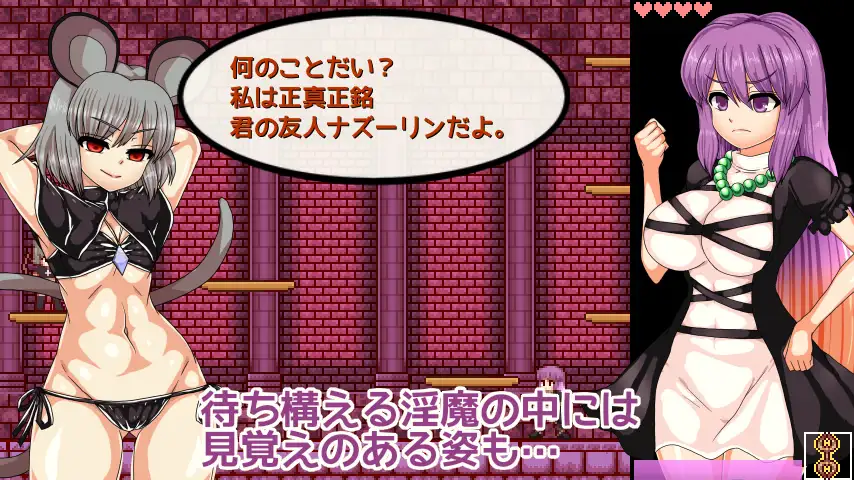 何のことだい？
私は正真正銘
君の友人ナズーリンだよ。
待ち構える淫魔の中には
見覚えのある姿も…